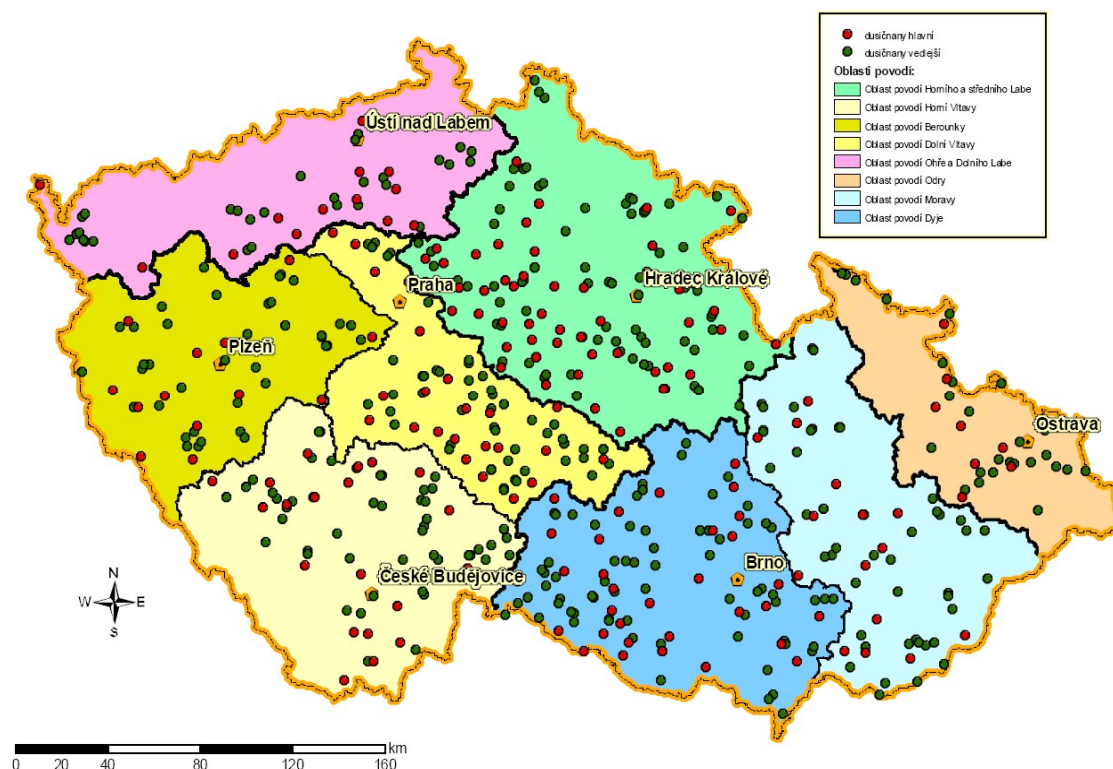 dusičnany hlavní
dusičnany vedlejší
Oblasti povodí:
Oblast povodí Horního a středního Labe
Oblast povodí Horní Vltavy
Oblast povodí Berounky
Oblast povodí Dolní Vltavy
Oblast povodí Ohře a Dolního Labe
Oblast povodí Odry
Oblast povodí Moravy
Oblast povodí Dyje
Ústí nad Labem
Praha
Hradec Králové
Plzeň
Ostrava
Brno
České Budějovice
N
W E
S
km
0 20 40 80 120 160